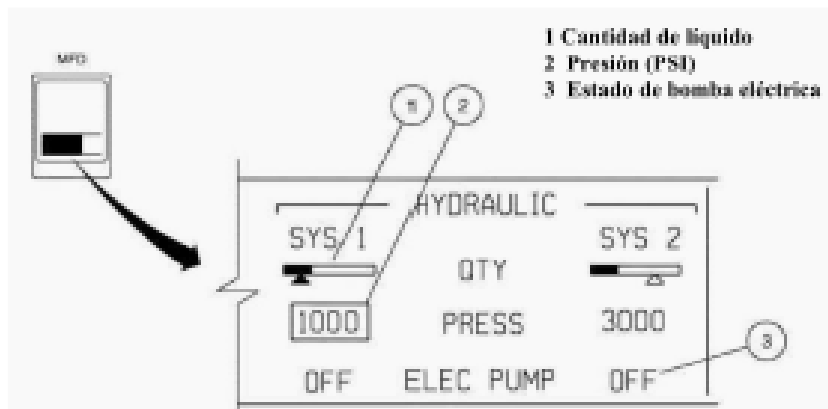 1 Cantidad de líquido
2 Presión (PSI)
3 Estado de bomba eléctrica
MFD
1 2
HYDRAULIC
SYS 1 SYS 2
QTY
1000 PRESS 3000
3
OFF ELEC PUMP OFF